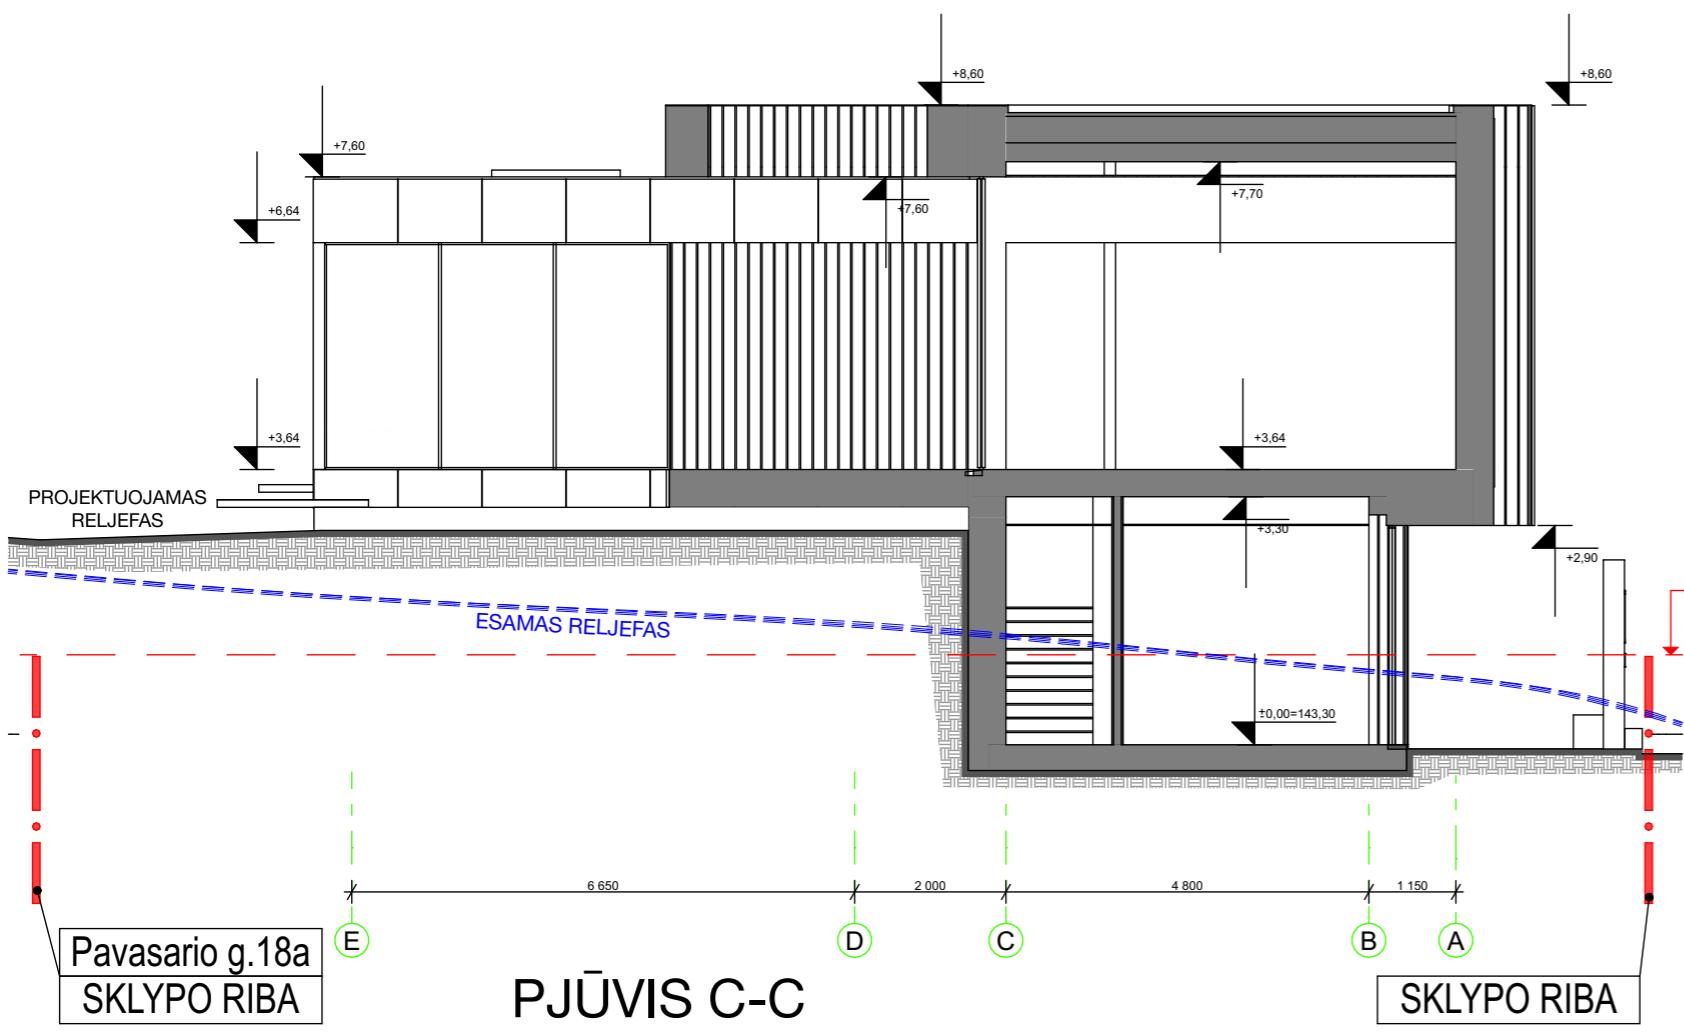 +8,60
+8,60
+7,60
+7,60
+7,70
+6,64
+3,64
+3,64
PROJEKTUOJAMAS
RELJEFAS
+3,30
+2,90
ESAMAS RELJEFAS
±0,00=143,30
6 650
2 000
4 800
1 150
E
D
C
B
A
Pavasario g.18a
SKLYPO RIBA
PJŪVIS C-C
SKLYPO RIBA